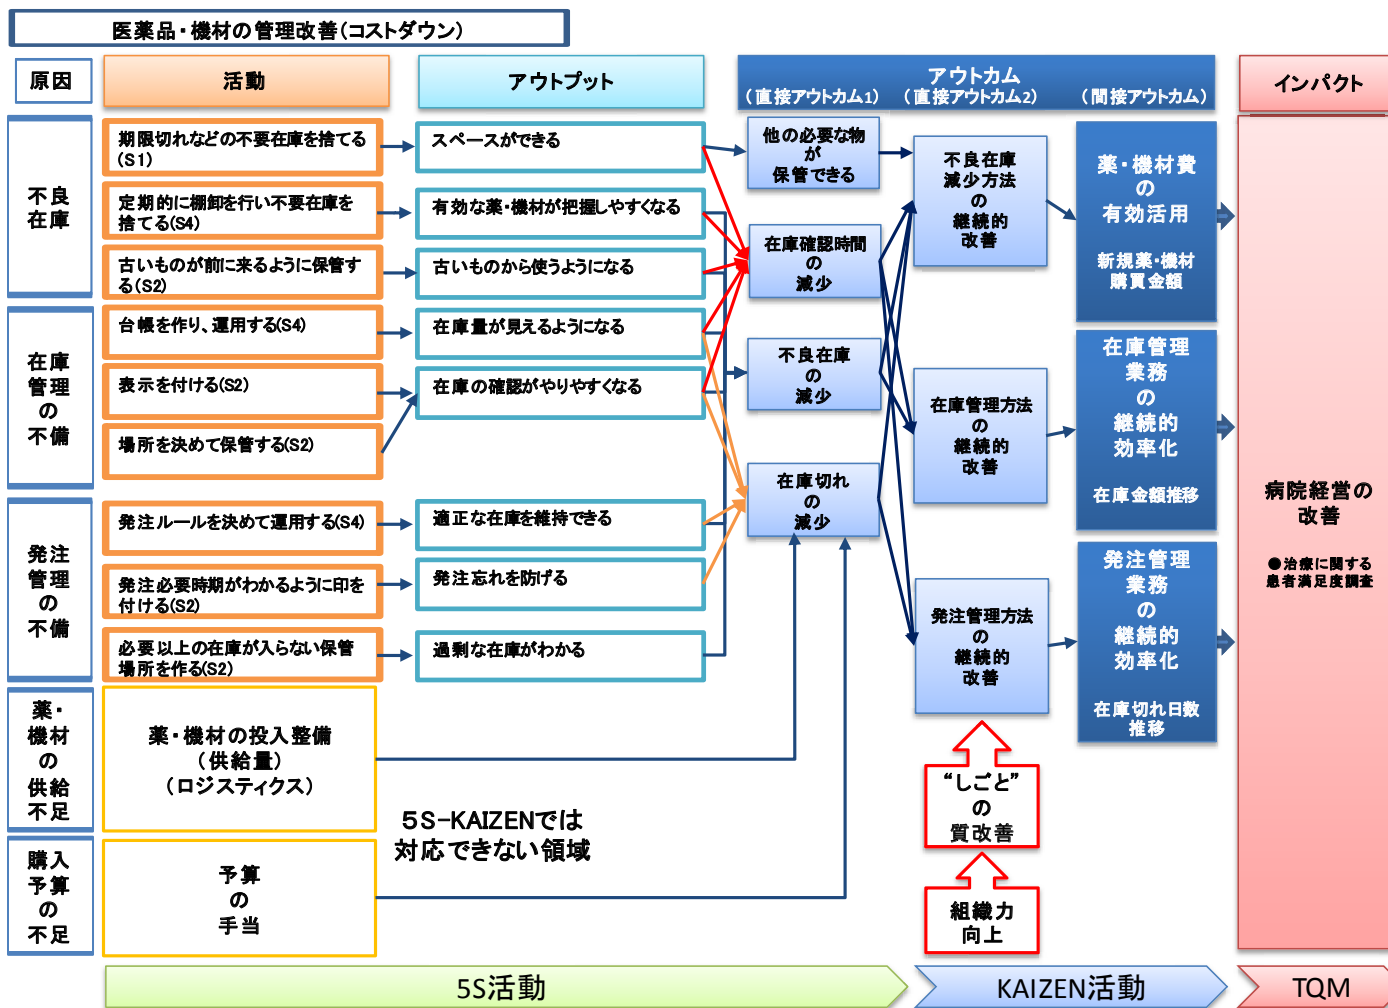 医薬品・機材の管理改善（コストダウン）
原因
活動
アウトプット
アウトカム
（直接アウトカム1）
（直接アウトカム2）
（間接アウトカム）
インパクト
不良
在庫
期限切れなどの不要在庫を捨てる
(S1)
定期的に棚卸を行い不要在庫を
捨てる(S4)
古いものが前に来るように保管す
る(S2)
スペースができる
有効な薬・機材が把握しやすくなる
古いものから使うようになる
在庫
管理
の
不備
台帳を作り、運用する(S4)
表示を付ける(S2)
場所を決めて保管する(S2)
在庫量が見えるようになる
在庫の確認がやりやすくなる
発注
管理
の
不備
発注ルールを決めて運用する(S4)
発注必要時期がわかるように印を
付ける(S2)
必要以上の在庫が入らない保管
場所を作る(S2)
適正な在庫を維持できる
発注忘れを防げる
過剰な在庫がわかる
薬・
機材
の
供給
不足
薬・機材の投入整備
（供給量）
（ロジスティクス）
購入
予算
の
不足
予算
の
手当
5S-KAIZENでは
対応できない領域
他の必要な物
が
保管できる
在庫確認時間
の
減少
不良在庫
の
減少
在庫切れ
の
減少
不良在庫
減少方法
の
継続的
改善
在庫管理方法
の
継続的
改善
発注管理方法
の
継続的
改善
“しごと”
の
質改善
組織力
向上
薬・機材費
の
有効活用
新規薬・機材
購買金額
在庫管理
業務
の
継続的
効率化
在庫金額推移
発注管理
業務
の
継続的
効率化
在庫切れ日数
推移
病院経営の
改善
●治療に関する
患者満足度調査
5S活動
KAIZEN活動
TQM